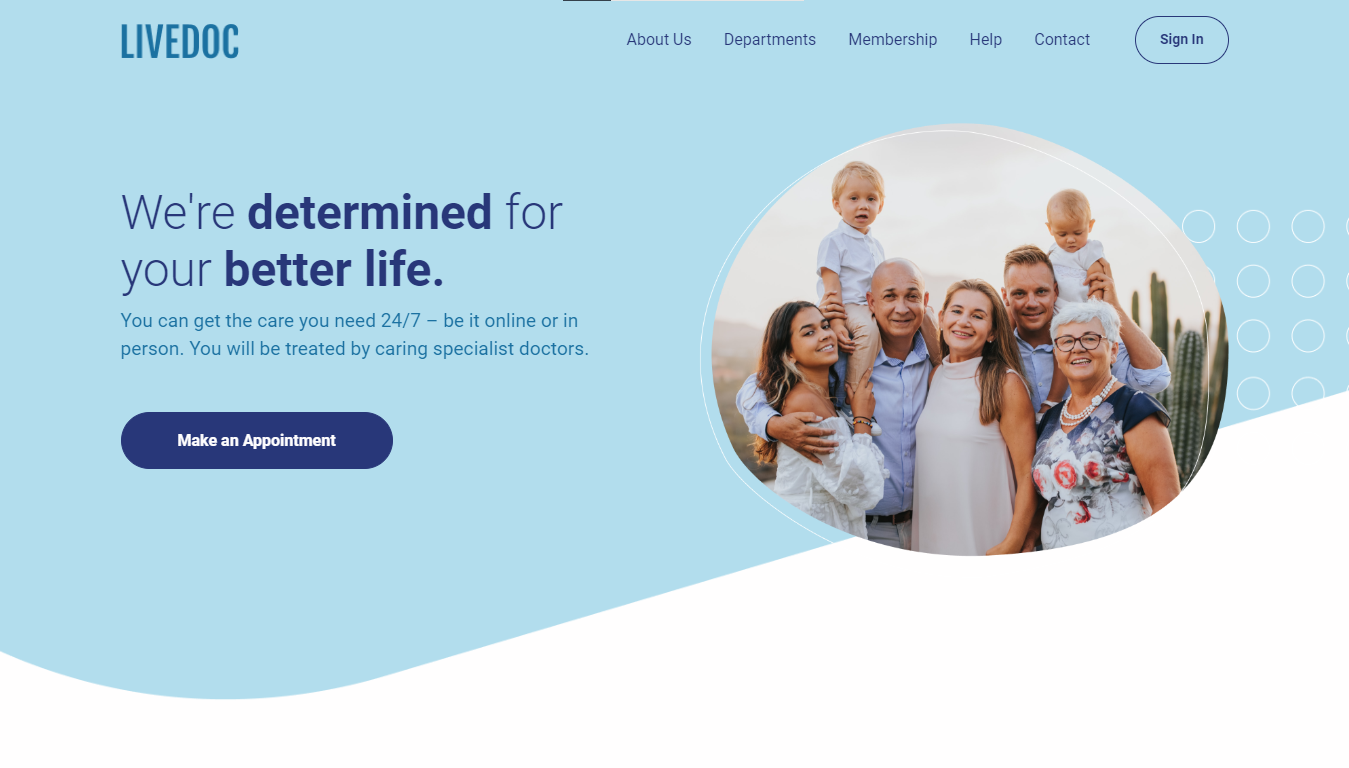 LIVEDOC
About Us
Departments
Membership
Help
Contact
Sign In
We're determined for
your better life.
You can get the care you need 24/7 – be it online or in
person. You will be treated by caring specialist doctors.
Make an Appointment